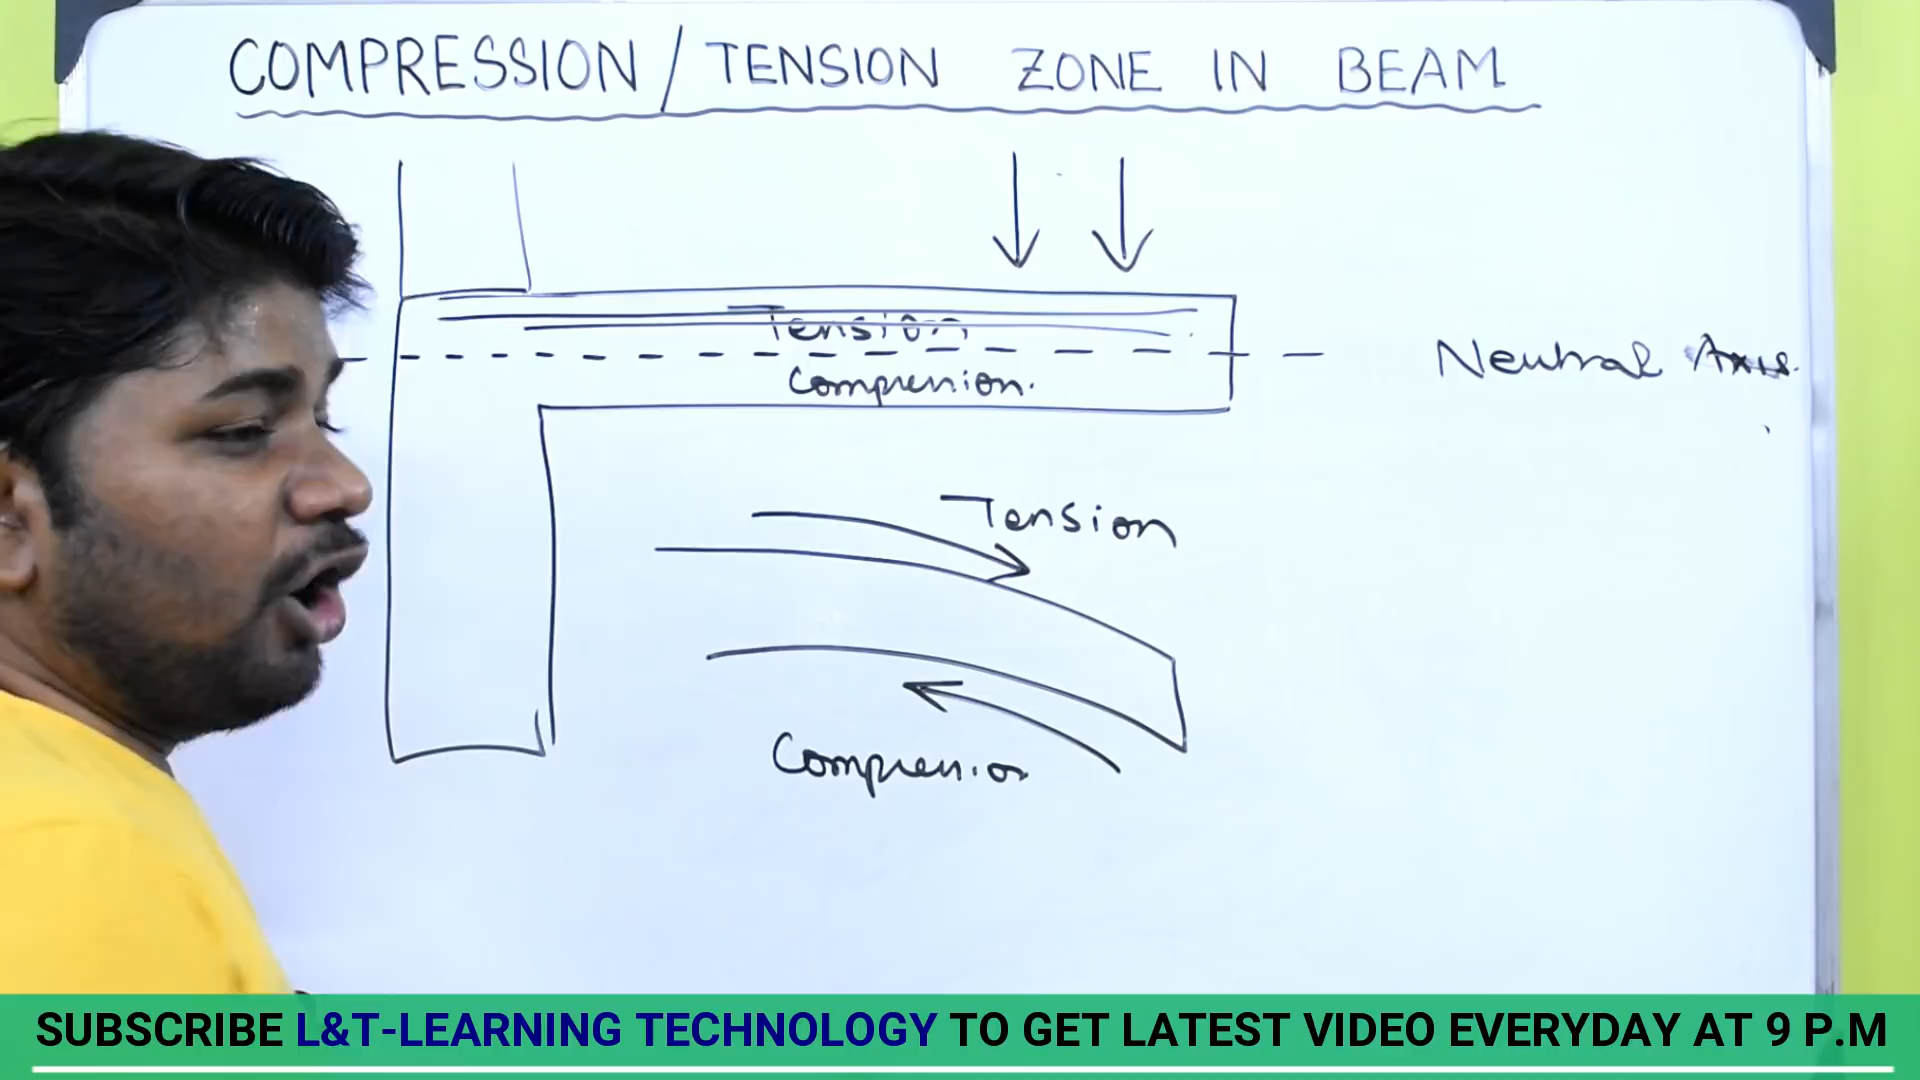 COMPRESSION/TENSION ZONE IN BEAM
Tension
Compression.
Neutral Axis.
Tension
Compression
SUBSCRIBE L&T-LEARNING TECHNOLOGY TO GET LATEST VIDEO EVERYDAY AT 9 P.M